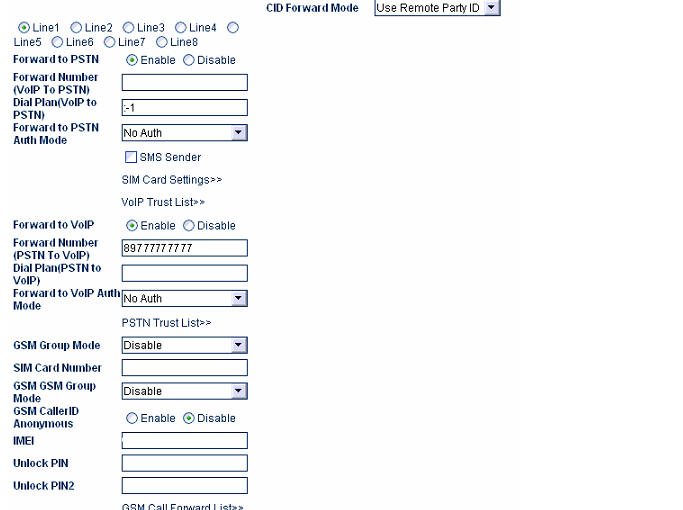 CID Forward Mode Use Remote Party ID
Line1 Line2 Line3 Line4
Line5 Line6 Line7 Line8
Forward to PSTN Enable Disable
Forward Number
(VoIP To PSTN)
Dial Plan(VoIP to
PSTN) :-1
Forward to PSTN
Auth Mode No Auth
SMS Sender
SIM Card Settings>>
VoIP Trust List>>
Forward to VoIP Enable Disable
Forward Number
(PSTN To VoIP) 89777777777
Dial Plan(PSTN to
VoIP)
Forward to VoIP Auth
Mode No Auth
PSTN Trust List>>
GSM Group Mode Disable
SIM Card Number
GSM GSM Group
Mode Disable
GSM CallerID
Anonymous Enable Disable
IMEI
Unlock PIN
Unlock PIN2
GSM Call Forward List>>